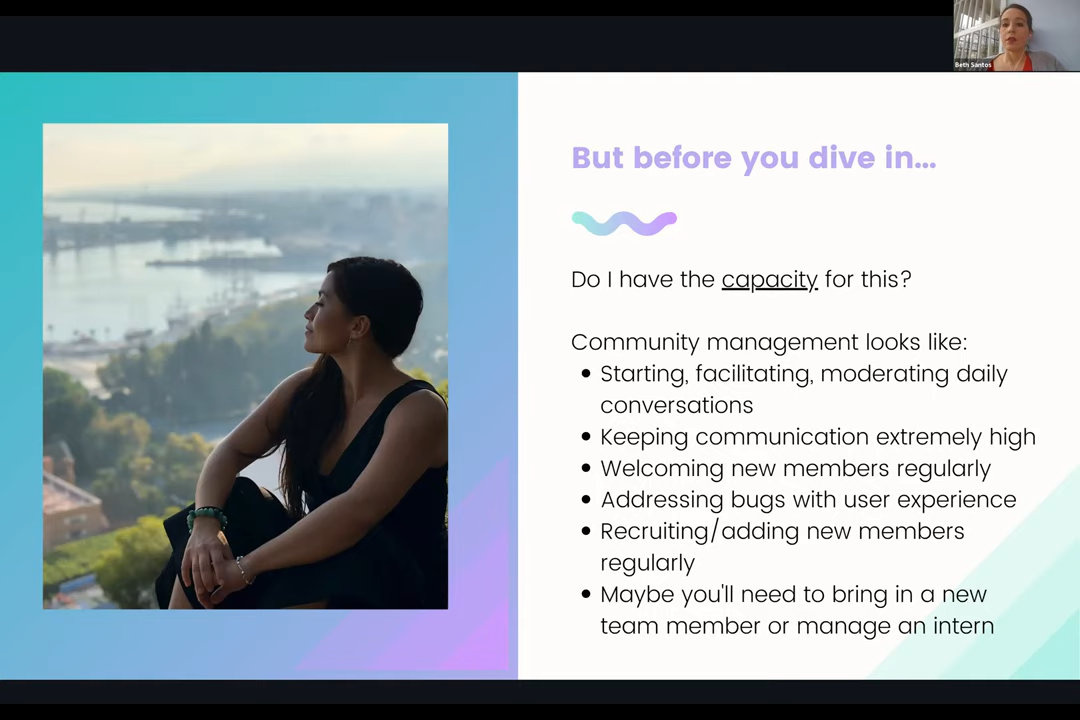 Beth Santos
But before you dive in...
Do I have the capacity for this?
Community management looks like:
• Starting, facilitating, moderating daily
conversations
• Keeping communication extremely high
• Welcoming new members regularly
• Addressing bugs with user experience
• Recruiting/adding new members
regularly
• Maybe you'll need to bring in a new
team member or manage an intern